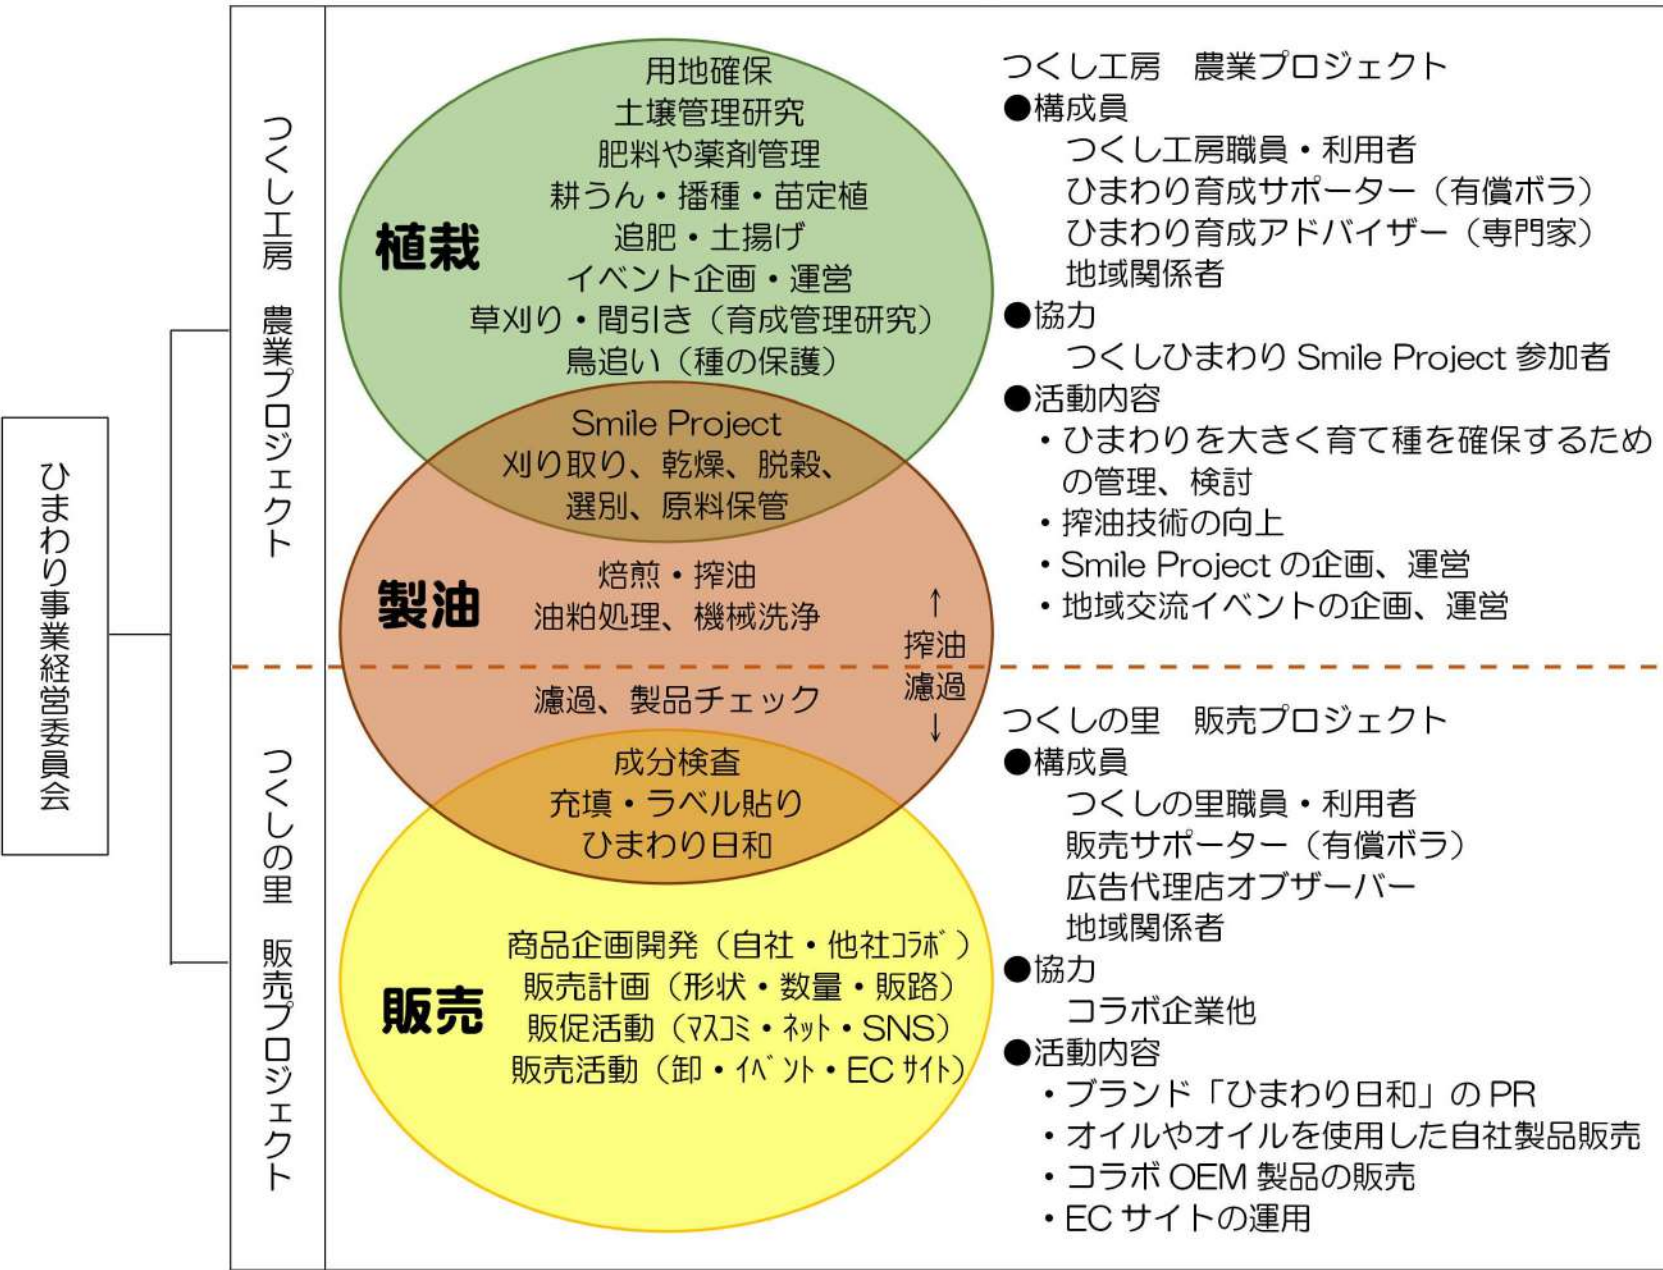 ひまわり事業経営委員会
つくし工房　農業プロジェクト
つくしの里　販売プロジェクト
植栽
用地確保
土壌管理研究
肥料や薬剤管理
耕うん・播種・苗定植
追肥・土揚げ
イベント企画・運営
草刈り・間引き（育成管理研究）
鳥追い（種の保護）
Smile Project
刈り取り、乾燥、脱穀、
選別、原料保管
製油
焙煎・搾油
油粕処理、機械洗浄
↑
搾油
濾過
↓
濾過、製品チェック
成分検査
充填・ラベル貼り
ひまわり日和
販売
商品企画開発（自社・他社ｺﾗﾎﾞ）
販売計画（形状・数量・販路）
販促活動（ﾏｽｺﾐ・ﾈｯﾄ・SNS）
販売活動（卸・ｲﾍﾞﾝﾄ・ECｻｲﾄ）
つくし工房　農業プロジェクト
●構成員
つくし工房職員・利用者
ひまわり育成サポーター（有償ボラ）
ひまわり育成アドバイザー（専門家）
地域関係者
●協力
つくしひまわり Smile Project 参加者
●活動内容
・ひまわりを大きく育て種を確保するため
の管理、検討
・搾油技術の向上
・Smile Project の企画、運営
・地域交流イベントの企画、運営
つくしの里　販売プロジェクト
●構成員
つくしの里職員・利用者
販売サポーター（有償ボラ）
広告代理店オブザーバー
地域関係者
●協力
コラボ企業他
●活動内容
・ブランド「ひまわり日和」の PR
・オイルやオイルを使用した自社製品販売
・コラボ OEM 製品の販売
・EC サイトの運用